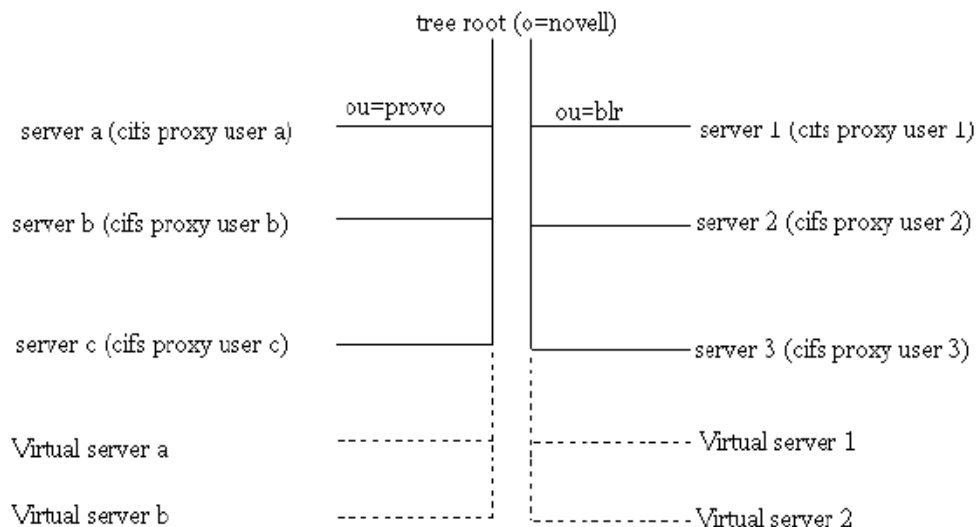 tree root (o=novell)
ou=provo
ou=blr
server a (cifs proxy user a)
server 1 (cifs proxy user 1)
server b (cifs proxy user b)
server 2 (cifs proxy user 2)
server c (cifs proxy user c)
server 3 (cifs proxy user 3)
Virtual server a
Virtual server 1
Virtual server b
Virtual server 2